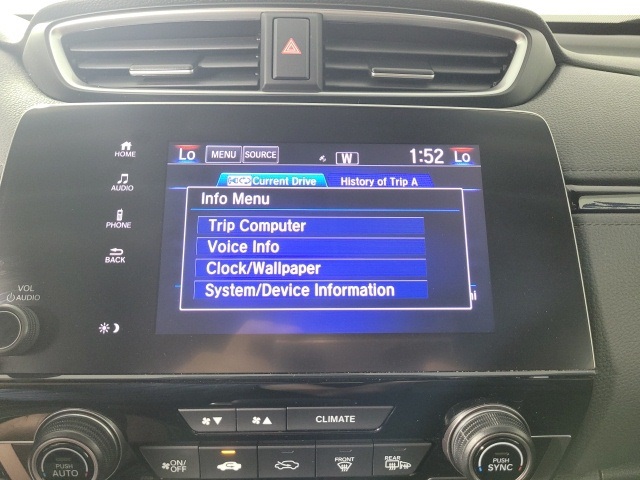 HOME
AUDIO
PHONE
BACK
VOL
AUDIO
Lo MENU SOURCE W 1:52 Lo
Current Drive History of Trip A
Info Menu
Trip Computer
Voice Info
Clock/Wallpaper
System/Device Information
CLIMATE
PUSH
AUTO
ON/
OFF
FRONT
REAR
PUSH
SYNC